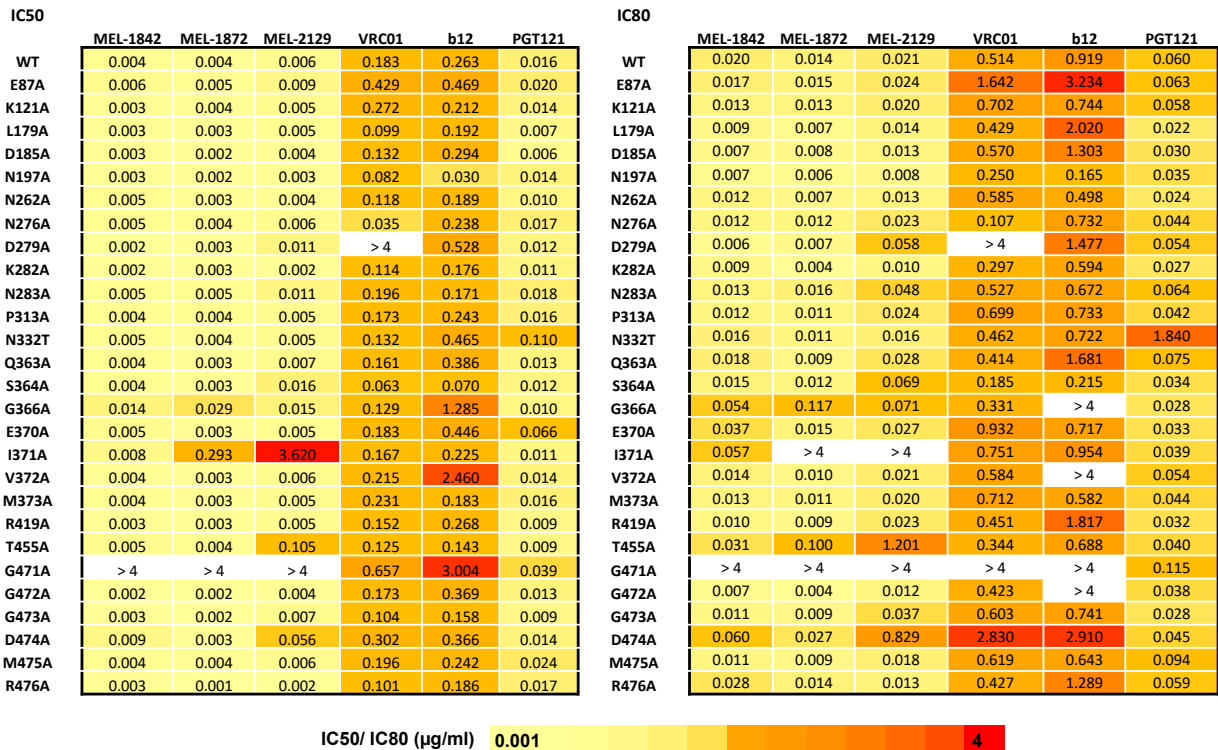 IC50 IC80
MEL-1842 MEL-1872 MEL-2129 VRC01 b12 PGT121 MEL-1842 MEL-1872 MEL-2129 VRC01 b12 PGT121
WT 0.004 0.004 0.006 0.183 0.263 0.016 WT 0.020 0.014 0.021 0.514 0.919 0.060
E87A 0.006 0.005 0.009 0.429 0.469 0.020 E87A 0.017 0.015 0.024 1.642 3.234 0.063
K121A 0.003 0.004 0.005 0.272 0.212 0.014 K121A 0.013 0.013 0.020 0.702 0.744 0.058
L179A 0.003 0.003 0.005 0.099 0.192 0.007 L179A 0.009 0.007 0.014 0.429 2.020 0.022
D185A 0.003 0.002 0.004 0.132 0.294 0.006 D185A 0.007 0.008 0.013 0.570 1.303 0.030
N197A 0.003 0.002 0.003 0.082 0.030 0.014 N197A 0.007 0.006 0.008 0.250 0.165 0.035
N262A 0.005 0.003 0.004 0.118 0.189 0.010 N262A 0.012 0.007 0.013 0.585 0.498 0.024
N276A 0.005 0.004 0.006 0.035 0.238 0.017 N276A 0.012 0.012 0.023 0.107 0.732 0.044
D279A 0.002 0.003 0.011 > 4 0.528 0.012 D279A 0.006 0.007 0.058 > 4 1.477 0.054
K282A 0.002 0.003 0.002 0.114 0.176 0.011 K282A 0.009 0.004 0.010 0.297 0.594 0.027
N283A 0.005 0.005 0.011 0.196 0.171 0.018 N283A 0.013 0.016 0.048 0.527 0.672 0.064
P313A 0.004 0.004 0.005 0.173 0.243 0.016 P313A 0.012 0.011 0.024 0.699 0.733 0.042
N332T 0.005 0.004 0.005 0.132 0.465 0.110 N332T 0.016 0.011 0.016 0.462 0.722 1.840
Q363A 0.004 0.003 0.007 0.161 0.386 0.013 Q363A 0.018 0.009 0.028 0.414 1.681 0.075
S364A 0.004 0.003 0.016 0.063 0.070 0.012 S364A 0.015 0.012 0.069 0.185 0.215 0.034
G366A 0.014 0.029 0.015 0.129 1.285 0.010 G366A 0.054 0.117 0.071 0.331 > 4 0.028
E370A 0.005 0.003 0.005 0.183 0.446 0.066 E370A 0.037 0.015 0.027 0.932 0.717 0.033
I371A 0.008 0.293 3.620 0.167 0.225 0.011 I371A 0.057 > 4 > 4 0.751 0.954 0.039
V372A 0.004 0.003 0.006 0.215 2.460 0.014 V372A 0.014 0.010 0.021 0.584 > 4 0.054
M373A 0.004 0.003 0.005 0.231 0.183 0.016 M373A 0.013 0.011 0.020 0.712 0.582 0.044
R419A 0.003 0.003 0.005 0.152 0.268 0.009 R419A 0.010 0.009 0.023 0.451 1.817 0.032
T455A 0.005 0.004 0.105 0.125 0.143 0.009 T455A 0.031 0.100 1.201 0.344 0.688 0.040
G471A > 4 > 4 > 4 0.657 3.004 0.039 G471A > 4 > 4 > 4 > 4 > 4 0.115
G472A 0.002 0.002 0.004 0.173 0.369 0.013 G472A 0.007 0.004 0.012 0.423 > 4 0.038
G473A 0.003 0.002 0.007 0.104 0.158 0.009 G473A 0.011 0.009 0.037 0.603 0.741 0.028
D474A 0.009 0.003 0.056 0.302 0.366 0.014 D474A 0.060 0.027 0.829 2.830 2.910 0.045
M475A 0.004 0.004 0.006 0.196 0.242 0.024 M475A 0.011 0.009 0.018 0.619 0.643 0.094
R476A 0.003 0.001 0.002 0.101 0.186 0.017 R476A 0.028 0.014 0.013 0.427 1.289 0.059
IC50/ IC80 (μg/ml) 0.001 4